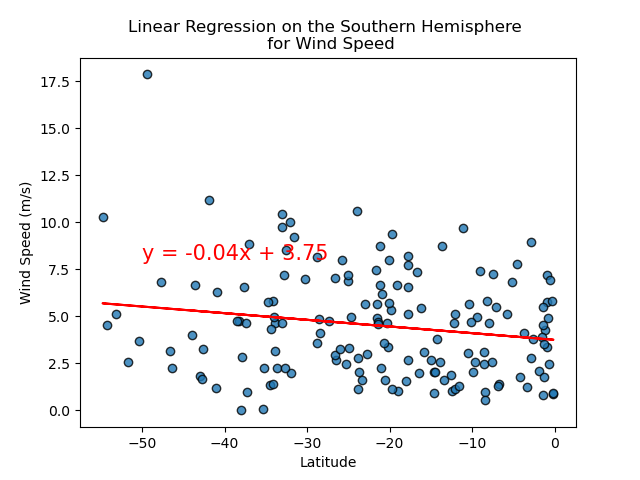 Linear Regression on the Southern Hemisphere
for Wind Speed
17.5
15.0
12.5
10.0
7.5
5.0
2.5
0.0
Wind Speed (m/s)
y = -0.04x + 3.75
−50
−40
−30
−20
−10
0
Latitude